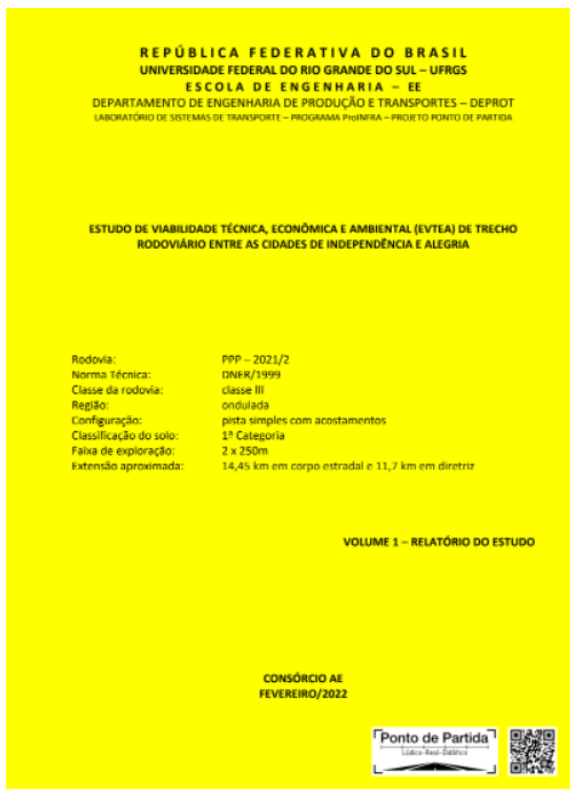 REPÚBLICA FEDERATIVA DO BRASIL
UNIVERSIDADE FEDERAL DO RIO GRANDE DO SUL – UFRGS
ESCOLA DE ENGENHARIA – EE
DEPARTAMENTO DE ENGENHARIA DE PRODUÇÃO E TRANSPORTES – DEPROT
LABORATÓRIO DE SISTEMAS DE TRANSPORTE – PROGRAMA ProINFRA – PROJETO PONTO DE PARTIDA
ESTUDO DE VIABILIDADE TÉCNICA, ECONÔMICA E AMBIENTAL (EVTEA) DE TRECHO
RODOVIÁRIO ENTRE AS CIDADES DE INDEPENDÊNCIA E ALEGRIA
Rodovia: PPP – 2021/2
Norma Técnica: DNER/1999
Classe da rodovia: classe III
Região: ondulada
Configuração: pista simples com acostamentos
Classificação do solo: 1ª Categoria
Faixa de exploração: 2 x 250m
Extensão aproximada: 14,45 km em corpo estradal e 11,7 km em diretriz
VOLUME 1 – RELATÓRIO DO ESTUDO
CONSÓRCIO AE
FEVEREIRO/2022
Ponto de Partida
Lúdica-Real-Didática